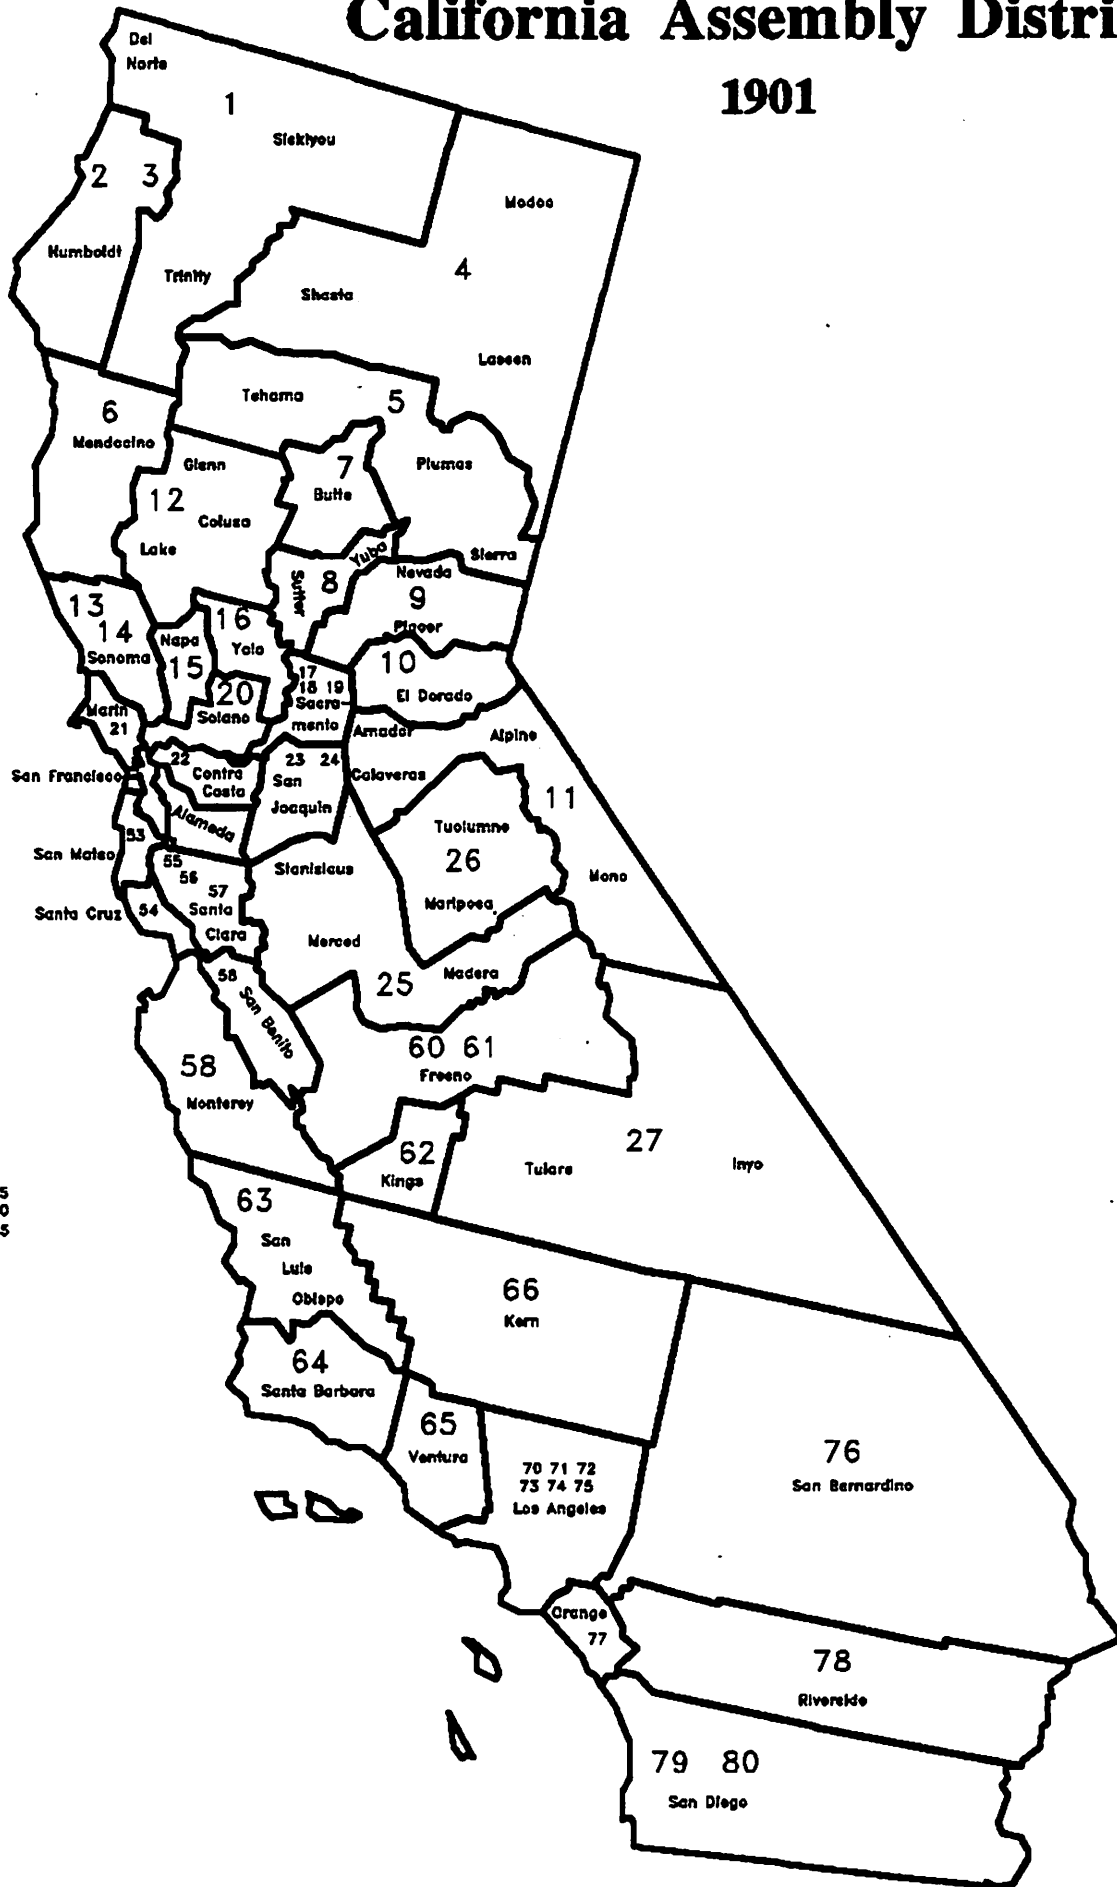 California Assembly Distri
1901
Del
Norte
1
Siskiyou
2 3
Modoc
Humboldt
Trinity
4
Shasta
Lassen
Tehama
5
6
Mendocino
Glenn
7
Plumas
Butte
12
Colusa
Lake
Yuba
Sierra
Nevada
Sutter
8
9
Placer
13
14
Sonoma
Napa
15
16
Yolo
17
18 19
Sacra-
mento
10
El Dorado
20
Solano
Marin
21
Amador
Alpine
22
Contra
Costa
23 24
San
Joaquin
Calaveras
San Francisco
11
Alameda
Tuolumne
26
Mariposa
53
San Mateo
55
56
57
Santa
Clara
Stanislaus
Mono
54
Santa Cruz
Merced
Madera
25
58
San Benito
60 61
Fresno
58
Monterey
62
Kings
27
Tulare
Inyo
5
0
5
63
San
Luis
Obispo
66
Kern
64
Santa Barbara
65
Ventura
70 71 72
73 74 75
Los Angeles
76
San Bernardino
Orange
77
78
Riverside
79 80
San Diego